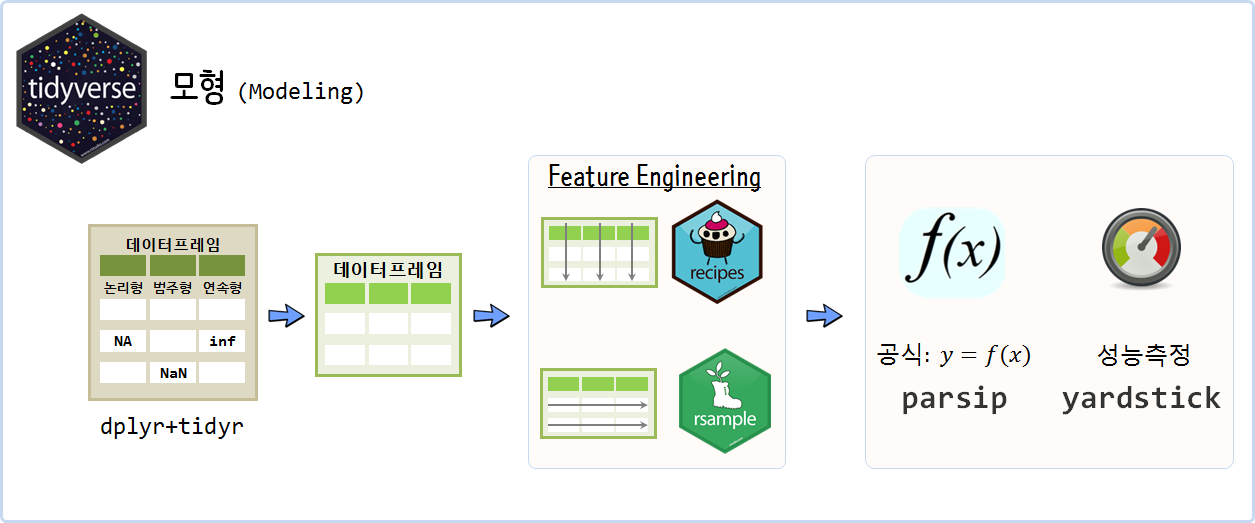 tidyverse
모형 (Modeling)
데이터프레임
논리형 범주형 연속형
NA inf
NaN
dplyr+tidyr
데이터프레임
Feature Engineering
recipes
rsample
f(x)
공식: y = f(x)
parsip
성능측정
yardstick